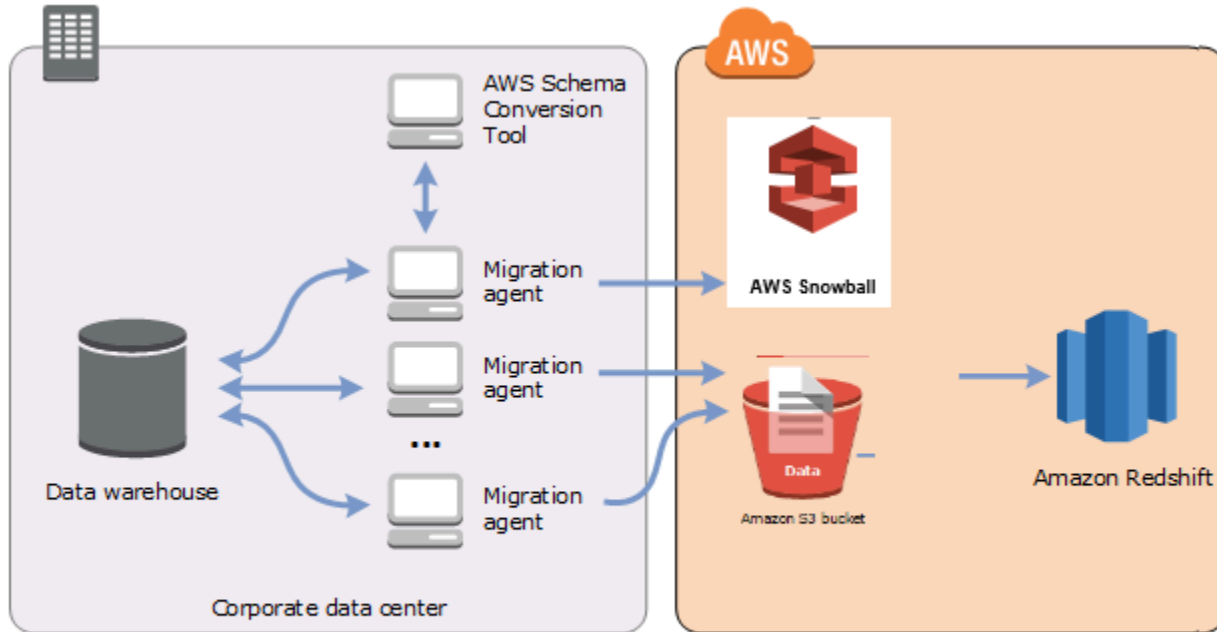 AWS
AWS Schema
Conversion
Tool
Migration
agent
AWS Snowball
Migration
agent
...
Data
Data warehouse
Migration
agent
Amazon S3 bucket
Amazon Redshift
Corporate data center